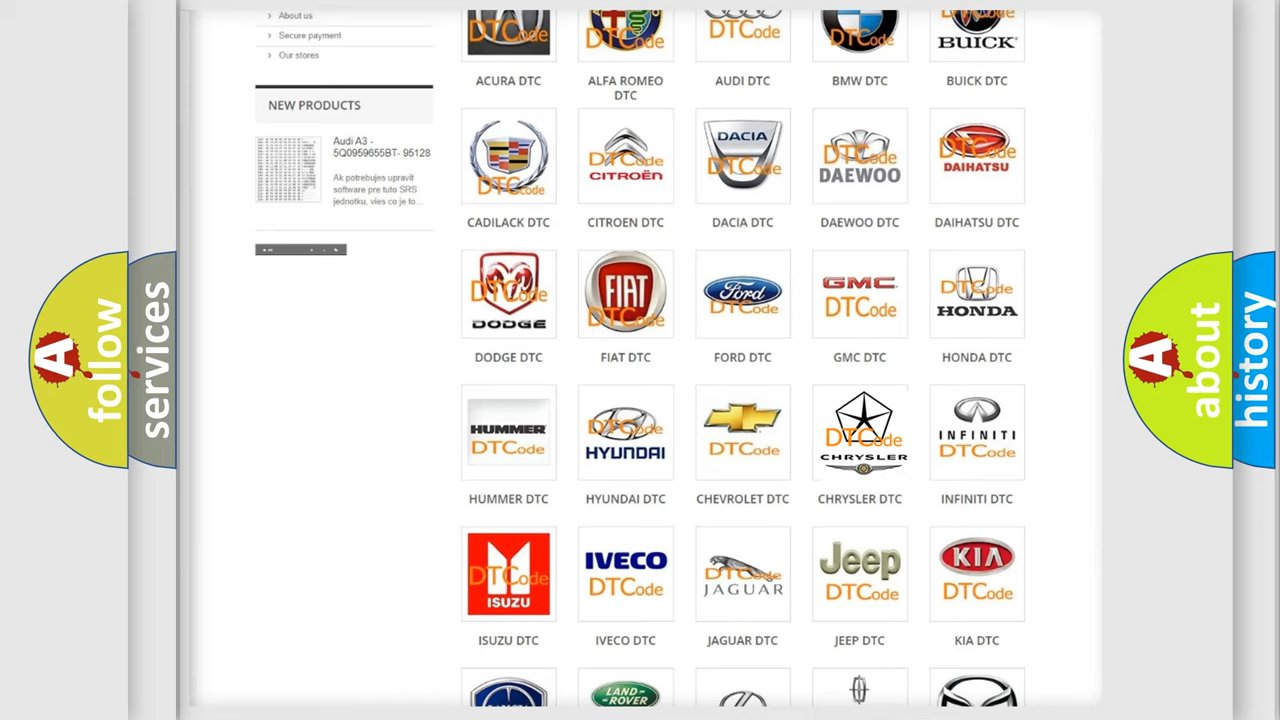 About us
Secure payment
Our stores
NEW PRODUCTS
Audi A3 -
5Q0959655BT- 95128
Ak potrebujes upravit
software pre tuto SRS
jednotku, vies co je to...
DTCode
DTCode
DTCode
DTCode
BUICK
ACURA DTC
ALFA ROMEO
DTC
AUDI DTC
BMW DTC
BUICK DTC
DTCode
DTCode
CITROËN
DACIA
DTCode
DTCode
DAEWOO
DTCode
DAIHATSU
CADILACK DTC
CITROEN DTC
DACIA DTC
DAEWOO DTC
DAIHATSU DTC
DTCode
DODGE
FIAT
DTCode
Ford
DTCode
GMC
DTCode
DTCode
HONDA
DODGE DTC
FIAT DTC
FORD DTC
GMC DTC
HONDA DTC
HUMMER
DTCode
DTCode
HYUNDAI
DTCode
DTCode
CHRYSLER
INFINITI
DTCode
HUMMER DTC
HYUNDAI DTC
CHEVROLET DTC
CHRYSLER DTC
INFINITI DTC
DTCode
ISUZU
IVECO
DTCode
DTCode
JAGUAR
Jeep
DTCode
KIA
DTCode
ISUZU DTC
IVECO DTC
JAGUAR DTC
JEEP DTC
KIA DTC
LAND-
ROVER
A
follow
services
A
about
history